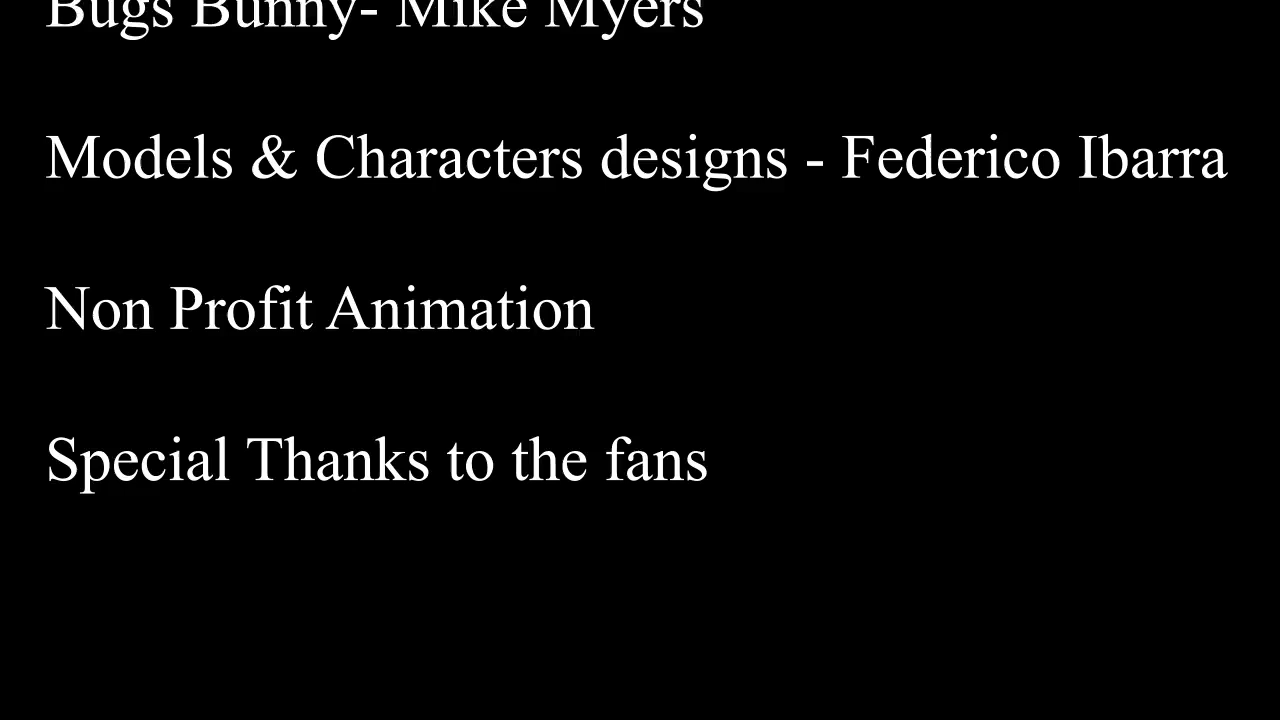 Bugs Bunny- Mike Myers
Models & Characters designs - Federico Ibarra
Non Profit Animation
Special Thanks to the fans